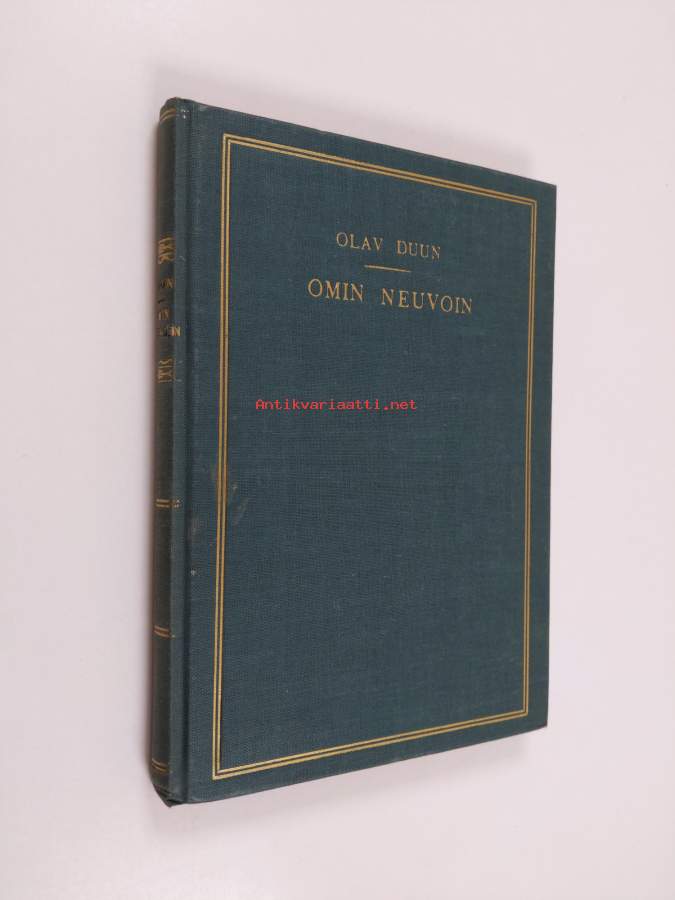 OLAV DUUN
OMIN NEUVOIN
Antikvariaatti.net